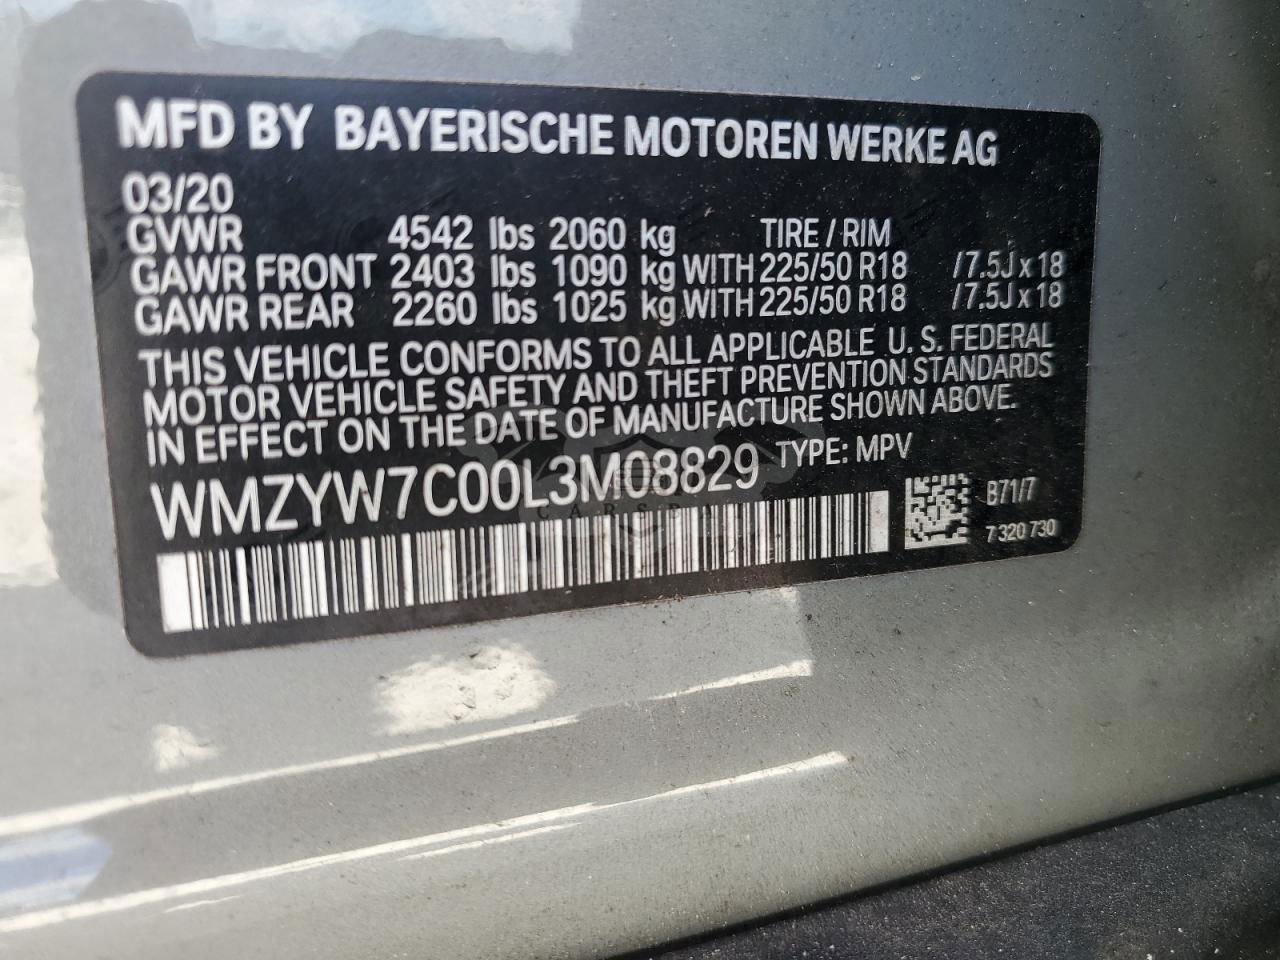 MFD BY BAYERISCHE MOTOREN WERKE AG
03/20
GVWR 4542 lbs 2060 kg TIRE / RIM
GAWR FRONT 2403 lbs 1090 kg WITH 225/50 R18 /7.5J x 18
GAWR REAR 2260 lbs 1025 kg WITH 225/50 R18 /7.5J x 18
THIS VEHICLE CONFORMS TO ALL APPLICABLE U. S. FEDERAL
MOTOR VEHICLE SAFETY AND THEFT PREVENTION STANDARDS
IN EFFECT ON THE DATE OF MANUFACTURE SHOWN ABOVE.
WMZYW7C00L3M08829 TYPE: MPV
B71/7
7 320 730